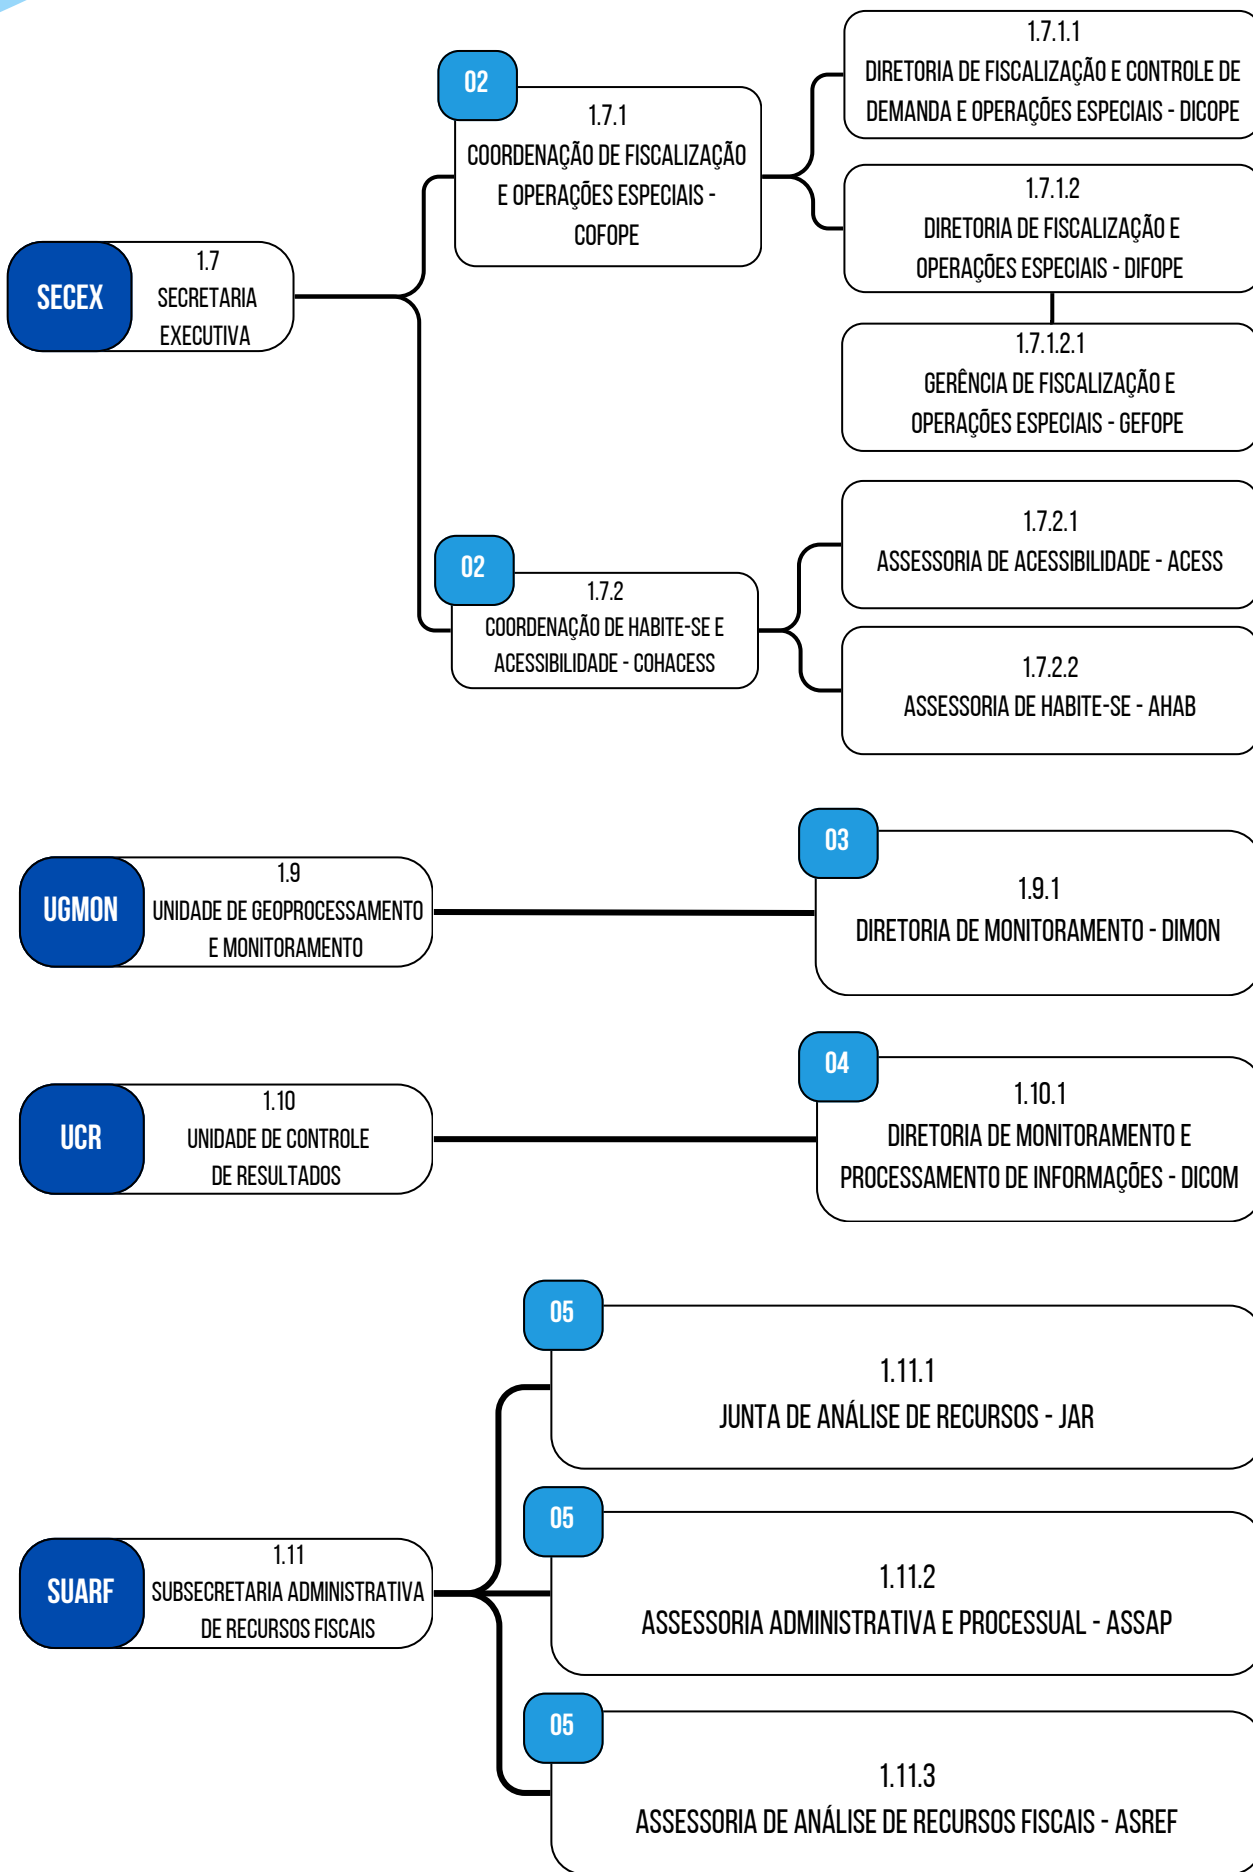 SECEX
1.7
SECRETARIA
EXECUTIVA
02
1.7.1
COORDENAÇÃO DE FISCALIZAÇÃO
E OPERAÇÕES ESPECIAIS -
COFOPE
1.7.1.1
DIRETORIA DE FISCALIZAÇÃO E CONTROLE DE
DEMANDA E OPERAÇÕES ESPECIAIS - DICOPE
1.7.1.2
DIRETORIA DE FISCALIZAÇÃO E
OPERAÇÕES ESPECIAIS - DIFOPE
1.7.1.2.1
GERÊNCIA DE FISCALIZAÇÃO E
OPERAÇÕES ESPECIAIS - GEFOPE
02
1.7.2
COORDENAÇÃO DE HABITE-SE E
ACESSIBILIDADE - COHACESS
1.7.2.1
ASSESSORIA DE ACESSIBILIDADE - ACESS
1.7.2.2
ASSESSORIA DE HABITE-SE - AHAB
UGMON
1.9
UNIDADE DE GEOPROCESSAMENTO
E MONITORAMENTO
03
1.9.1
DIRETORIA DE MONITORAMENTO - DIMON
UCR
1.10
UNIDADE DE CONTROLE
DE RESULTADOS
04
1.10.1
DIRETORIA DE MONITORAMENTO E
PROCESSAMENTO DE INFORMAÇÕES - DICOM
SUARF
1.11
SUBSECRETARIA ADMINISTRATIVA
DE RECURSOS FISCAIS
05
1.11.1
JUNTA DE ANÁLISE DE RECURSOS - JAR
05
1.11.2
ASSESSORIA ADMINISTRATIVA E PROCESSUAL - ASSAP
05
1.11.3
ASSESSORIA DE ANÁLISE DE RECURSOS FISCAIS - ASREF